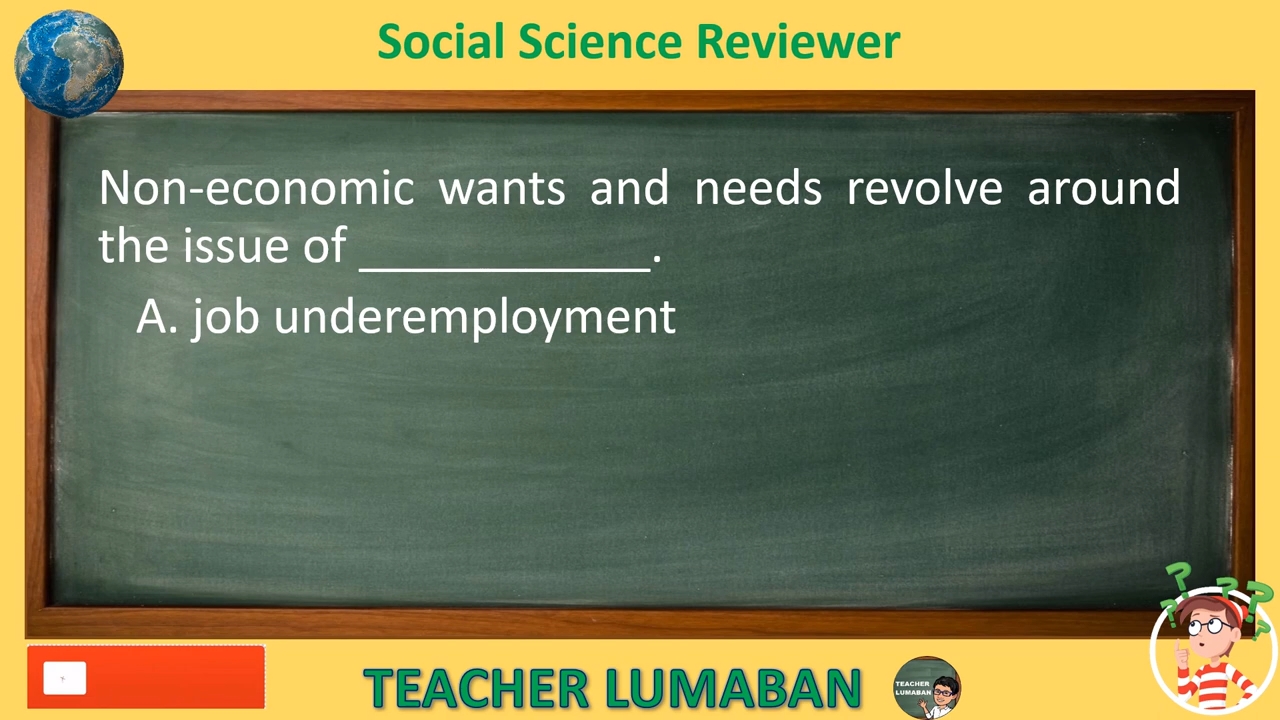 Social Science Reviewer
Non-economic wants and needs revolve around
the issue of ____________.
A. job underemployment
TEACHER LUMABAN
TEACHER
LUMABAN